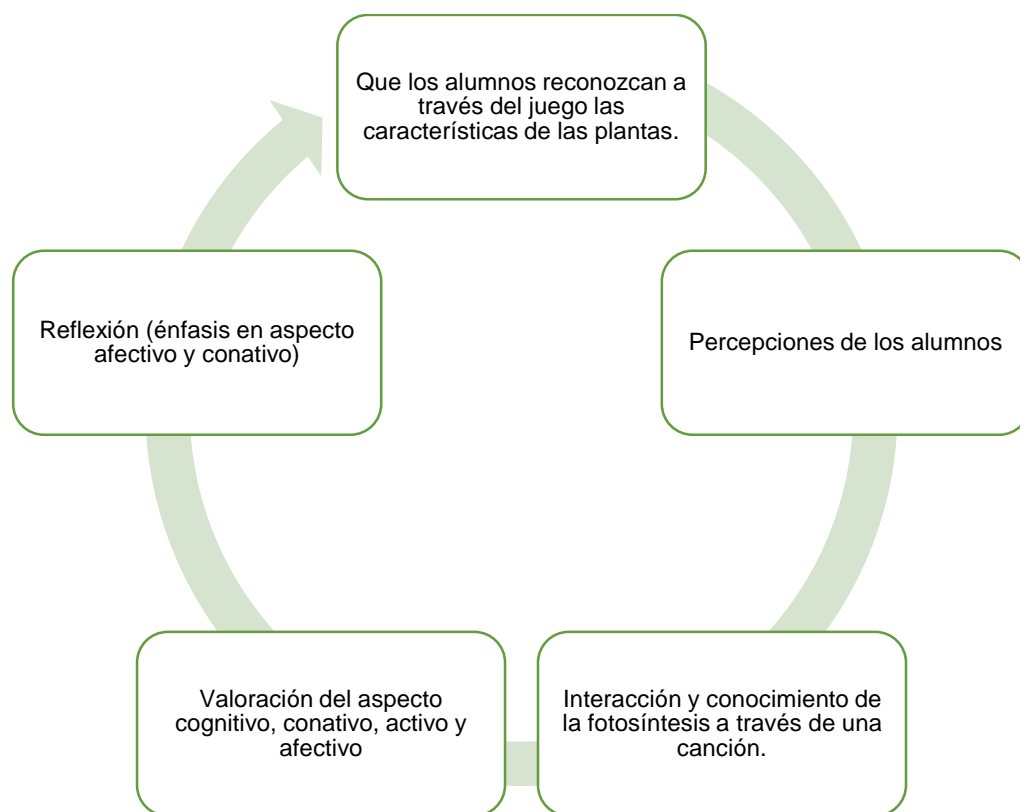 Que los alumnos reconozcan a
través del juego las
características de las plantas.
Percepciones de los alumnos
Interacción y conocimiento de
la fotosíntesis a través de una
canción.
Valoración del aspecto
cognitivo, conativo, activo y
afectivo
Reflexión (énfasis en aspecto
afectivo y conativo)